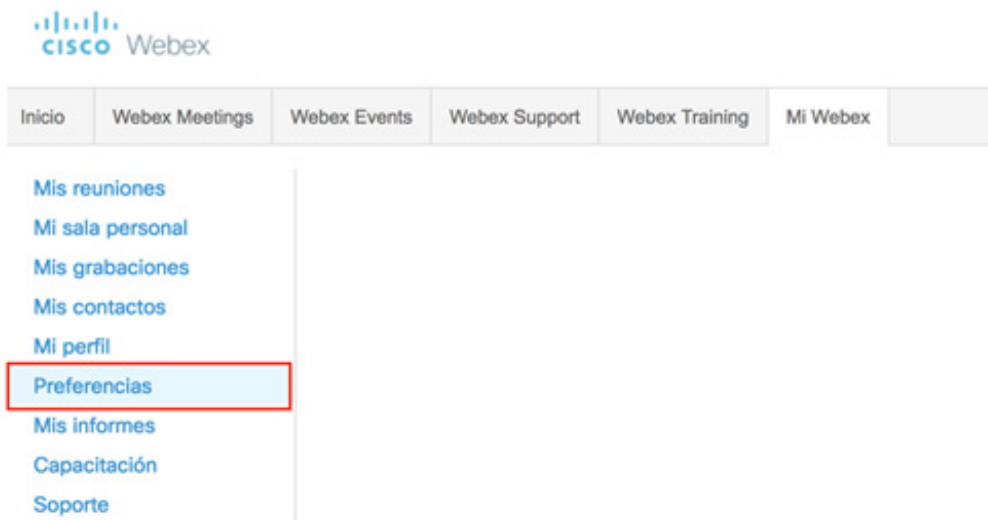 cisco Webex
Inicio Webex Meetings Webex Events Webex Support Webex Training Mi Webex
Mis reuniones
Mi sala personal
Mis grabaciones
Mis contactos
Mi perfil
Preferencias
Mis informes
Capacitación
Soporte